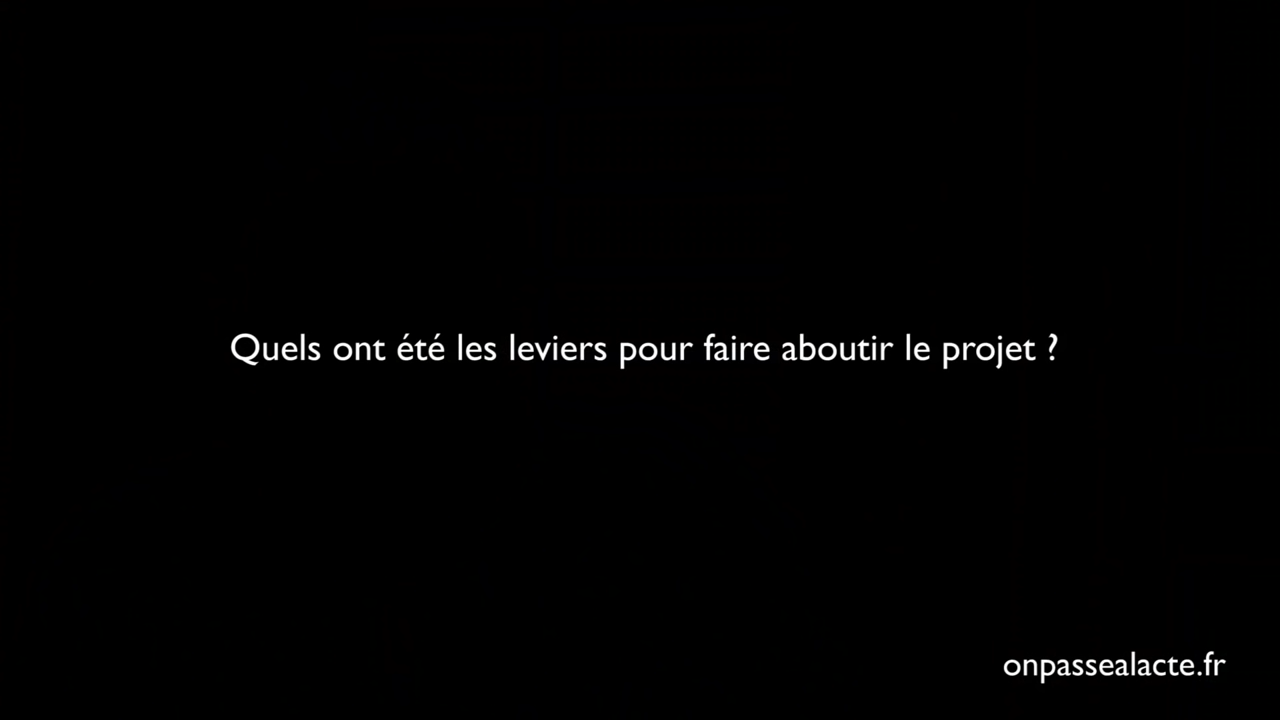 Quels ont été les leviers pour faire aboutir le projet ?
onpassealacte.fr